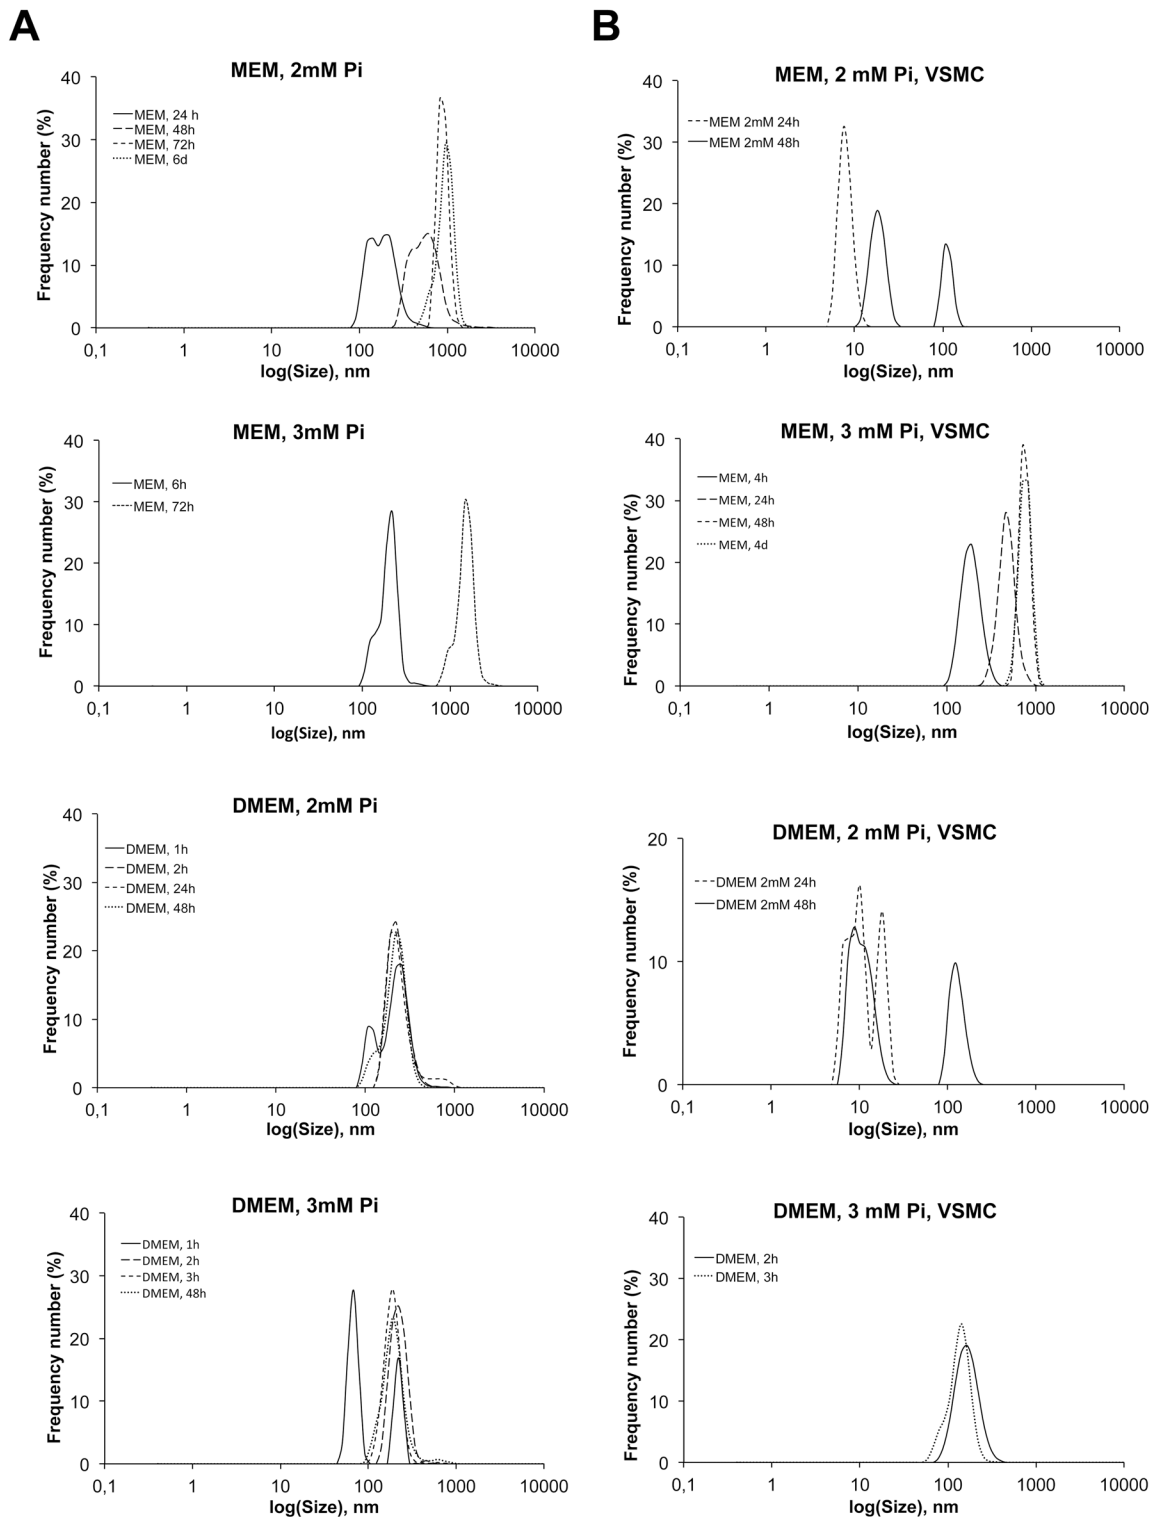 A
MEM, 2mM Pi
Frequency number (%)
40
30
20
10
0
MEM, 24 h
MEM, 48h
MEM, 72h
MEM, 6d
0,1 1 10 100 1000 10000
log(Size), nm
MEM, 3mM Pi
Frequency number (%)
40
30
20
10
0
MEM, 6h
MEM, 72h
0,1 1 10 100 1000 10000
log(Size), nm
DMEM, 2mM Pi
Frequency number (%)
40
30
20
10
0
DMEM, 1h
DMEM, 2h
DMEM, 24h
DMEM, 48h
0,1 1 10 100 1000 10000
log(Size), nm
DMEM, 3mM Pi
Frequency number (%)
40
30
20
10
0
DMEM, 1h
DMEM, 2h
DMEM, 3h
DMEM, 48h
0,1 1 10 100 1000 10000
log(Size), nm
B
MEM, 2 mM Pi, VSMC
Frequency number (%)
40
30
20
10
0
MEM 2mM 24h
MEM 2mM 48h
0,1 1 10 100 1000 10000
log(Size), nm
MEM, 3 mM Pi, VSMC
Frequency number (%)
40
30
20
10
0
MEM, 4h
MEM, 24h
MEM, 48h
MEM, 4d
0,1 1 10 100 1000 10000
log(Size), nm
DMEM, 2 mM Pi, VSMC
Frequency number (%)
20
10
0
DMEM 2mM 24h
DMEM 2mM 48h
0,1 1 10 100 1000 10000
log(Size), nm
DMEM, 3 mM Pi, VSMC
Frequency number (%)
40
30
20
10
0
DMEM, 2h
DMEM, 3h
0,1 1 10 100 1000 10000
log(Size), nm